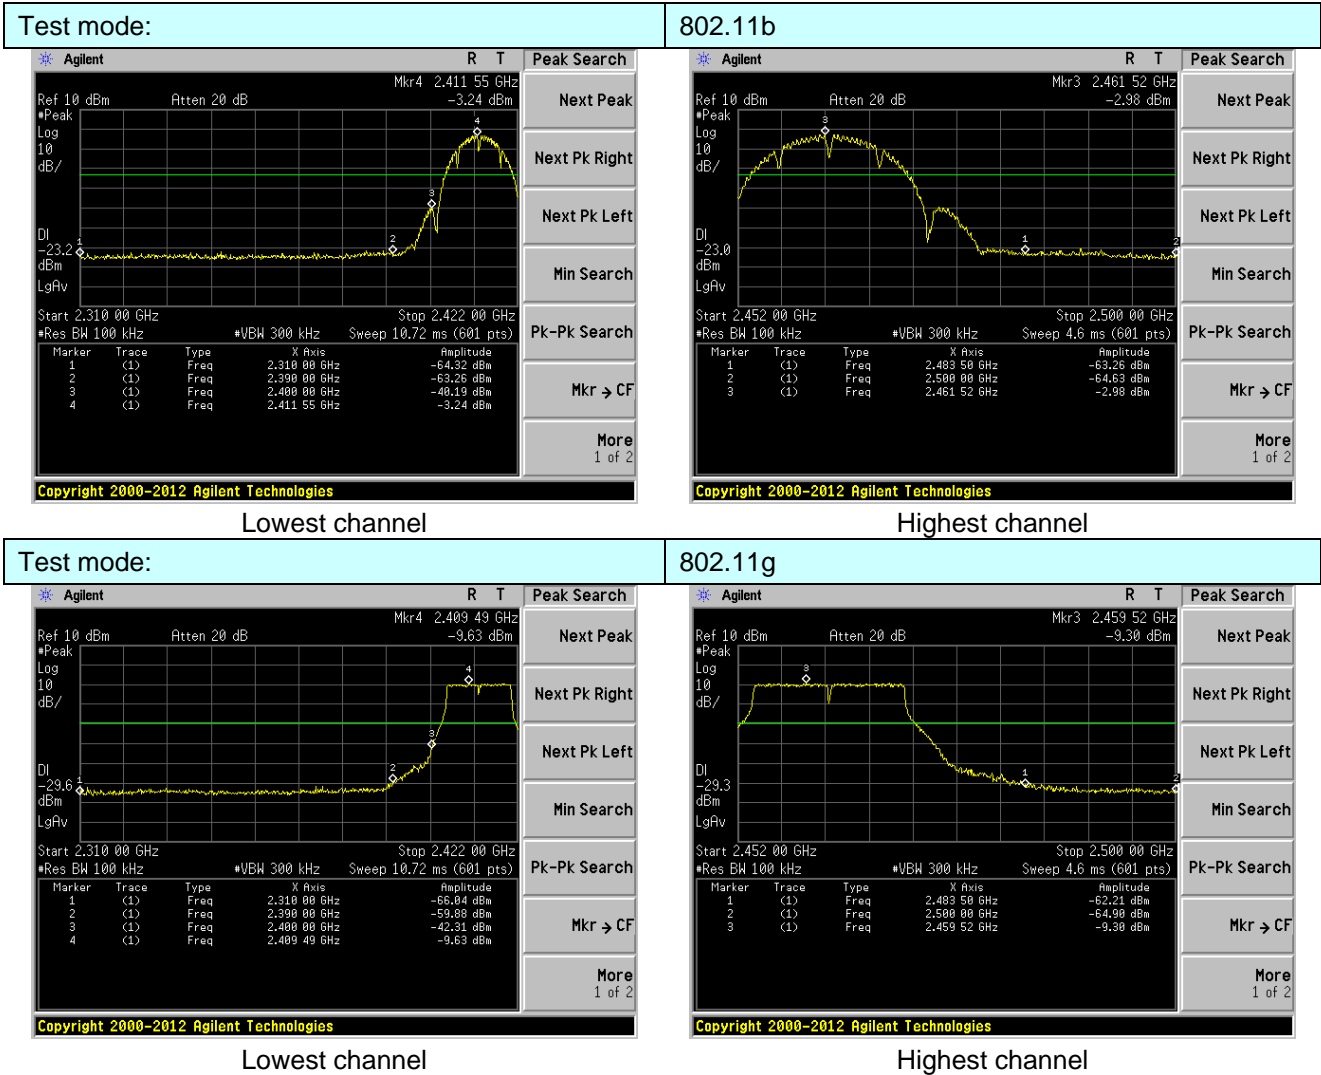 Test mode:
802.11b
Agilent R T Peak Search
Mkr4 2.411 55 GHz
Ref 10 dBm Atten 20 dB -3.24 dBm
#Peak
Log
10
dB/
DI
-23.2
dBm
LgAv
1
2
3
4
Start 2.310 00 GHz Stop 2.422 00 GHz
#Res BW 100 kHz #VBW 300 kHz Sweep 10.72 ms (601 pts)
Marker Trace Type X Axis Amplitude
1 (1) Freq 2.310 00 GHz -64.32 dBm
2 (1) Freq 2.390 00 GHz -63.26 dBm
3 (1) Freq 2.400 00 GHz -40.19 dBm
4 (1) Freq 2.411 55 GHz -3.24 dBm
Next Peak
Next Pk Right
Next Pk Left
Min Search
Pk-Pk Search
Mkr → CF
More
1 of 2
Copyright 2000-2012 Agilent Technologies
Lowest channel
Agilent R T Peak Search
Mkr3 2.461 52 GHz
Ref 10 dBm Atten 20 dB -2.98 dBm
#Peak
Log
10
dB/
DI
-23.0
dBm
LgAv
3
1
2
Start 2.452 00 GHz Stop 2.500 00 GHz
#Res BW 100 kHz #VBW 300 kHz Sweep 4.6 ms (601 pts)
Marker Trace Type X Axis Amplitude
1 (1) Freq 2.483 50 GHz -63.26 dBm
2 (1) Freq 2.500 00 GHz -64.63 dBm
3 (1) Freq 2.461 52 GHz -2.98 dBm
Next Peak
Next Pk Right
Next Pk Left
Min Search
Pk-Pk Search
Mkr → CF
More
1 of 2
Copyright 2000-2012 Agilent Technologies
Highest channel
Test mode:
802.11g
Agilent R T Peak Search
Mkr4 2.409 49 GHz
Ref 10 dBm Atten 20 dB -9.63 dBm
#Peak
Log
10
dB/
DI
-29.6
dBm
LgAv
1
2
3
4
Start 2.310 00 GHz Stop 2.422 00 GHz
#Res BW 100 kHz #VBW 300 kHz Sweep 10.72 ms (601 pts)
Marker Trace Type X Axis Amplitude
1 (1) Freq 2.310 00 GHz -66.04 dBm
2 (1) Freq 2.390 00 GHz -59.88 dBm
3 (1) Freq 2.400 00 GHz -42.31 dBm
4 (1) Freq 2.409 49 GHz -9.63 dBm
Next Peak
Next Pk Right
Next Pk Left
Min Search
Pk-Pk Search
Mkr → CF
More
1 of 2
Copyright 2000-2012 Agilent Technologies
Lowest channel
Agilent R T Peak Search
Mkr3 2.459 52 GHz
Ref 10 dBm Atten 20 dB -9.30 dBm
#Peak
Log
10
dB/
DI
-29.3
dBm
LgAv
3
1
2
Start 2.452 00 GHz Stop 2.500 00 GHz
#Res BW 100 kHz #VBW 300 kHz Sweep 4.6 ms (601 pts)
Marker Trace Type X Axis Amplitude
1 (1) Freq 2.483 50 GHz -62.21 dBm
2 (1) Freq 2.500 00 GHz -64.90 dBm
3 (1) Freq 2.459 52 GHz -9.30 dBm
Next Peak
Next Pk Right
Next Pk Left
Min Search
Pk-Pk Search
Mkr → CF
More
1 of 2
Copyright 2000-2012 Agilent Technologies
Highest channel